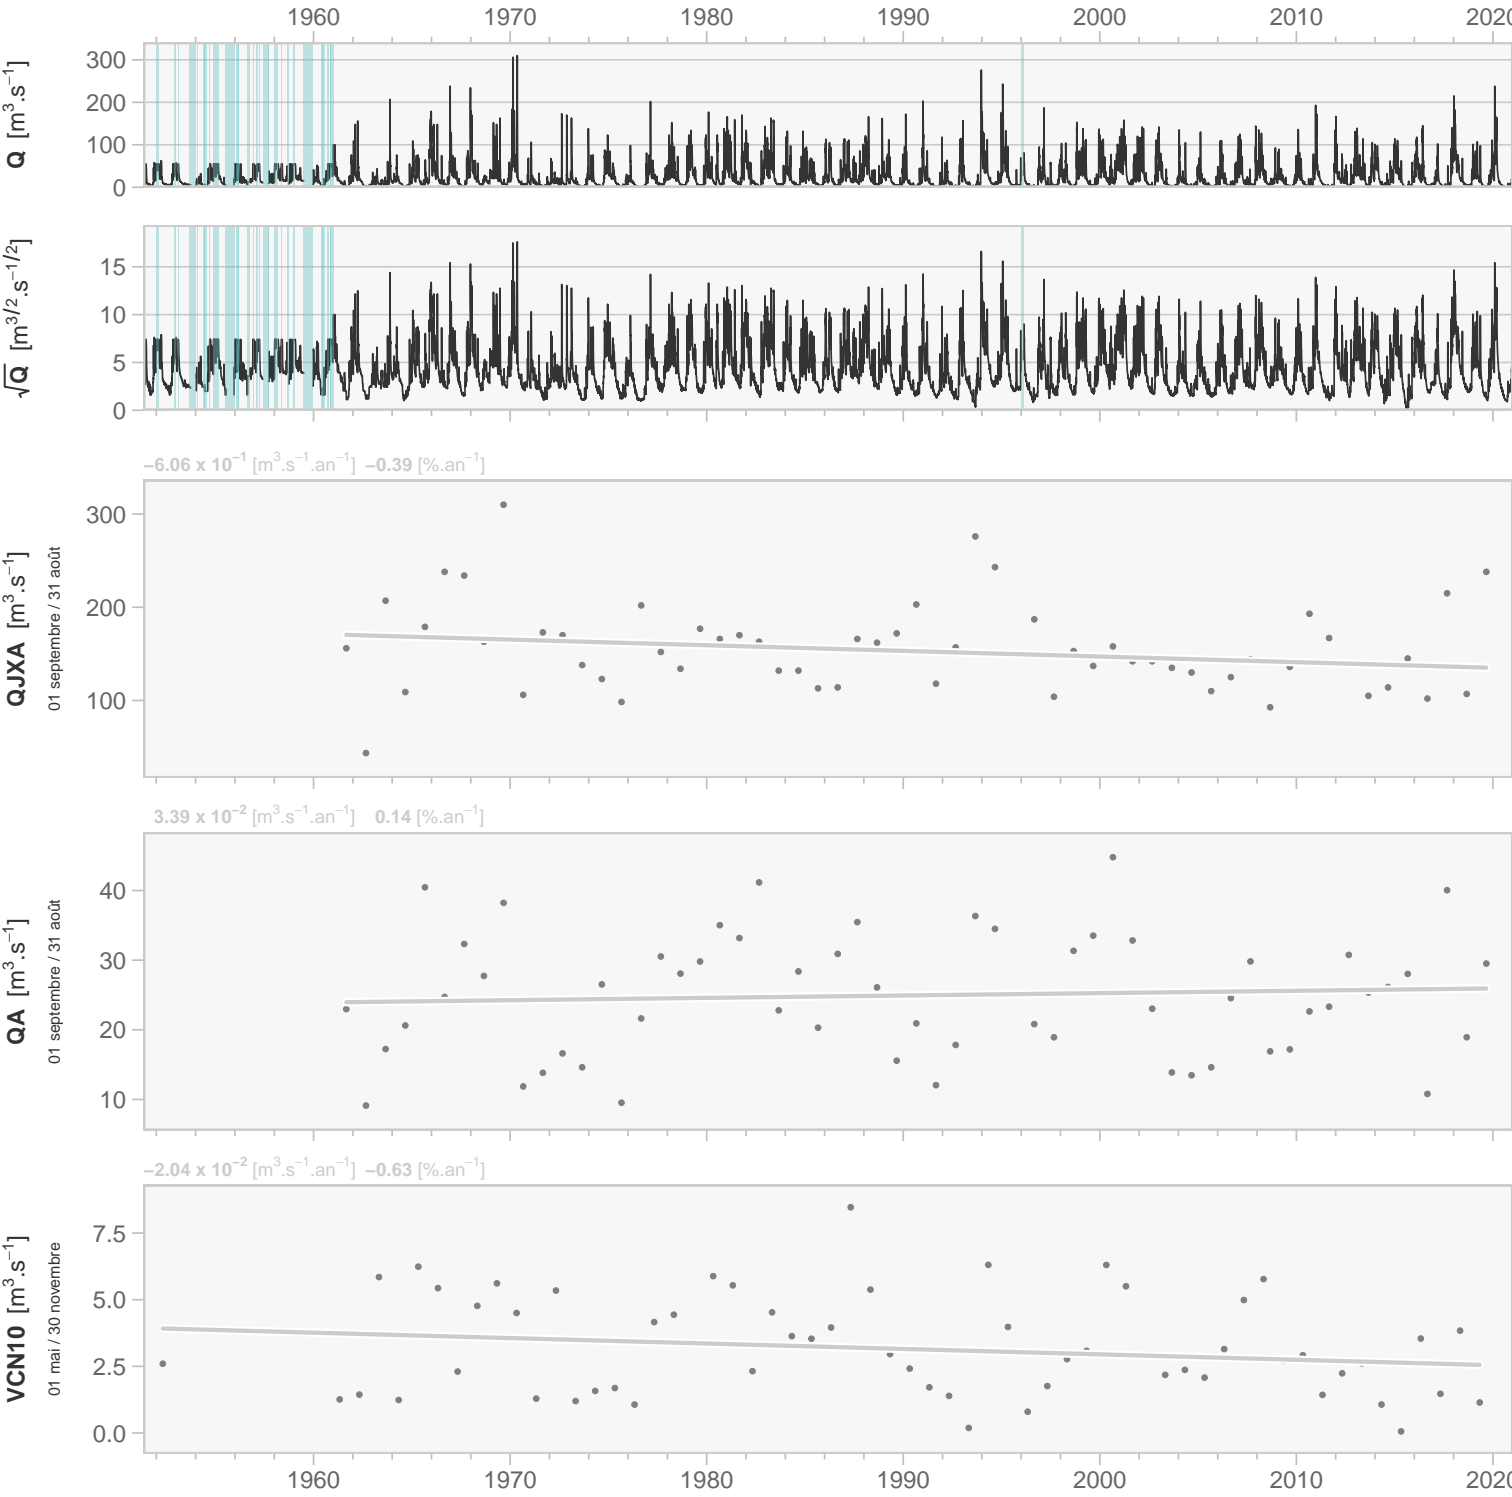 1960 1970 1980 1990 2000 2010 2020
Q [m³.s⁻¹]
300
200
100
0
√Q [m^3/2.s^−1/2]
15
10
5
0
−6.06 x 10⁻¹ [m³.s⁻¹.an⁻¹] −0.39 [%.an⁻¹]
QJXA [m³.s⁻¹]
01 septembre / 31 août
300
200
100
3.39 x 10⁻² [m³.s⁻¹.an⁻¹] 0.14 [%.an⁻¹]
QA [m³.s⁻¹]
01 septembre / 31 août
40
30
20
10
−2.04 x 10⁻² [m³.s⁻¹.an⁻¹] −0.63 [%.an⁻¹]
VCN10 [m³.s⁻¹]
01 mai / 30 novembre
7.5
5.0
2.5
0.0
1960 1970 1980 1990 2000 2010 2020